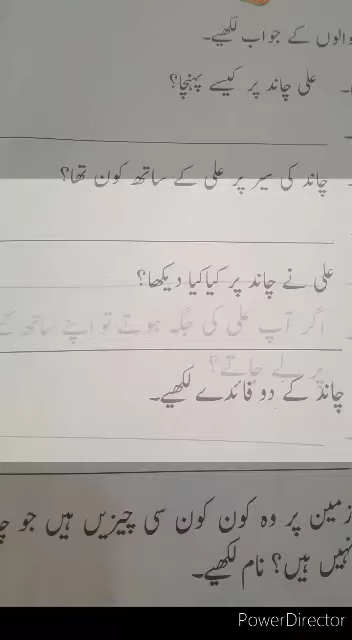 والوں کے جواب لکھیے۔
علی چاند پر کیسے پہنچا؟
چاند کی سیر پر علی کے ساتھ کون تھا؟
علی نے چاند پر کیا کیا دیکھا؟
اگر آپ علی کی جگہ ہوتے تو اپنے ساتھ
پر لے جاتے؟
چاند کے دو فائدے لکھیے۔
زمین پر وہ کون کون سی چیزیں ہیں جو
نہیں ہیں؟ نام لکھیے۔
PowerDirector